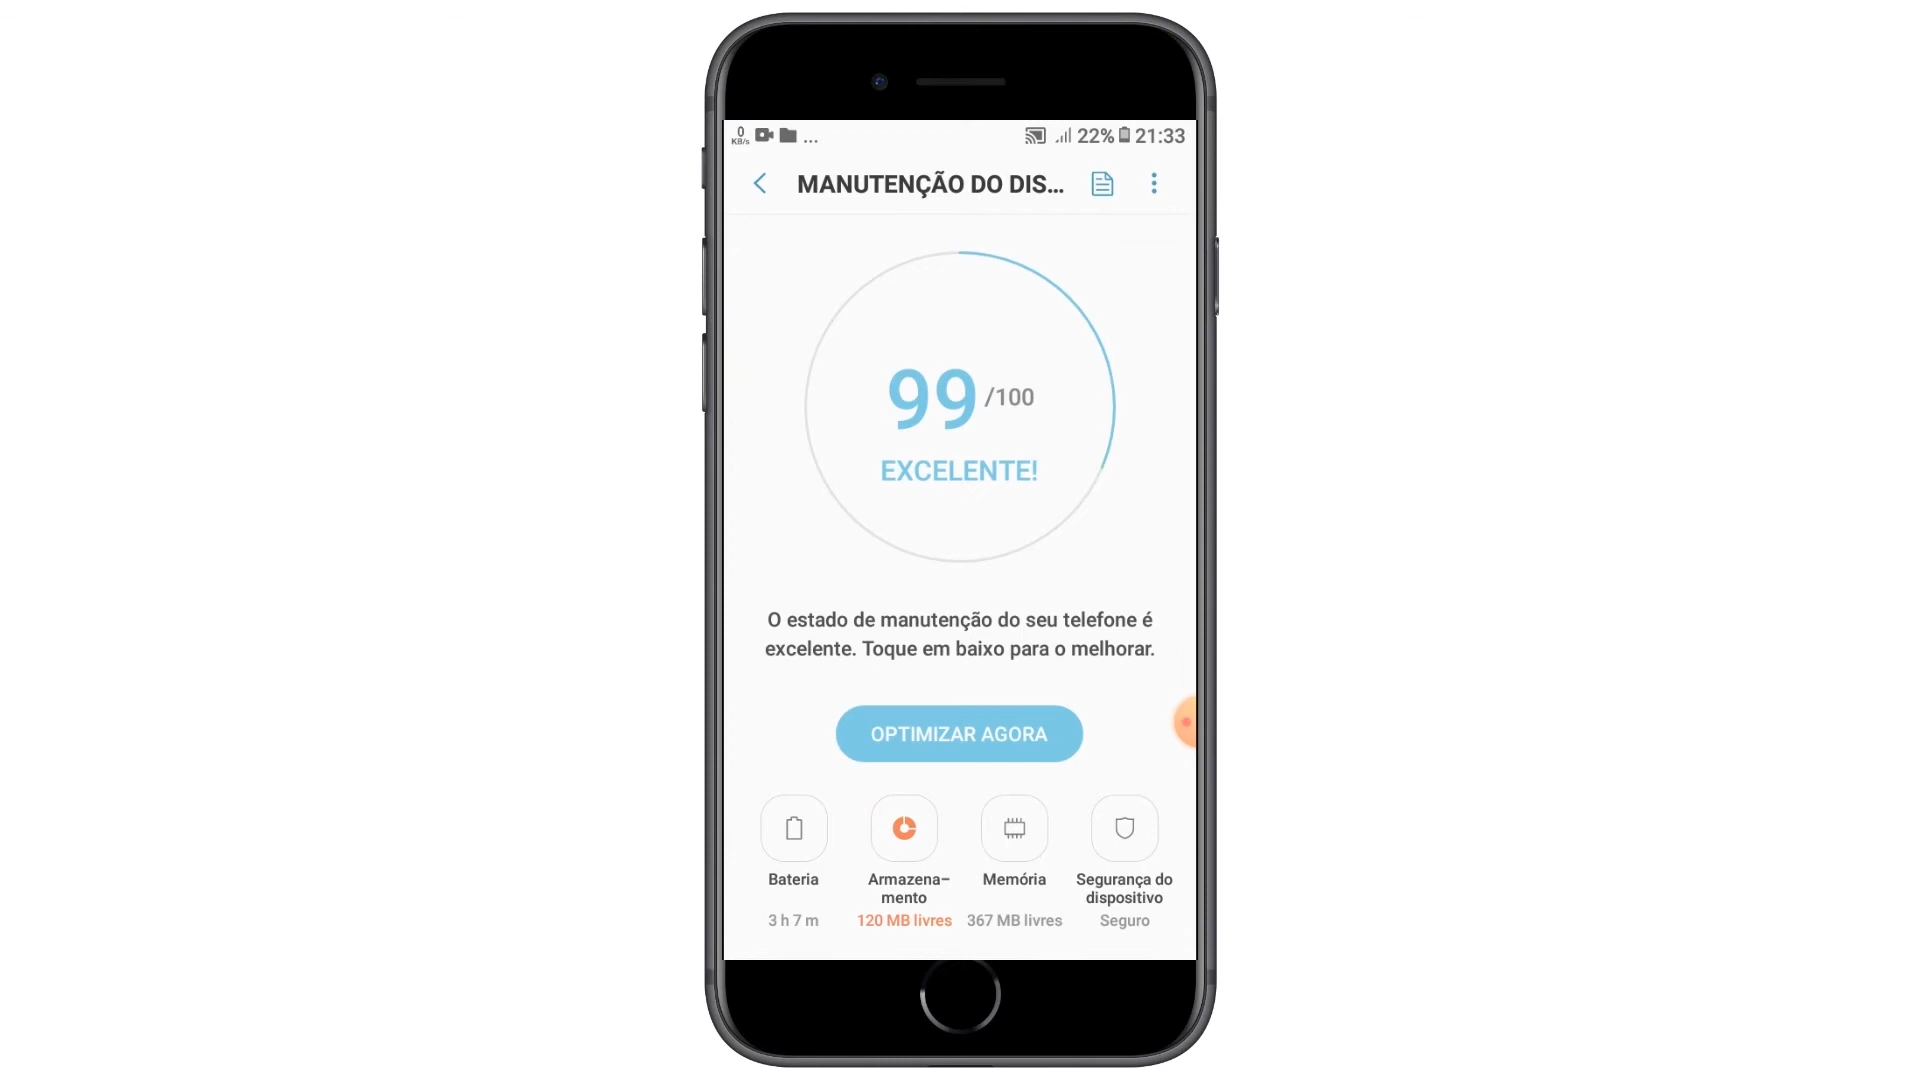 0
KB/s ... 22% 21:33
MANUTENÇÃO DO DIS...
99 /100
EXCELENTE!
O estado de manutenção do seu telefone é
excelente. Toque em baixo para o melhorar.
OPTIMIZAR AGORA
Bateria
3 h 7 m
Armazena-
mento
120 MB livres
Memória
367 MB livres
Segurança do
dispositivo
Seguro